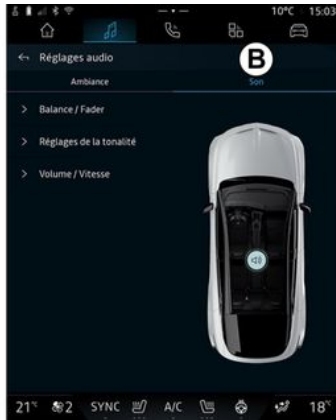 10°C 15:03
Réglages audio
B
Ambiance Son
Balance / Fader
Réglages de la tonalité
Volume / Vitesse
21°C 2 SYNC A/C 18°C